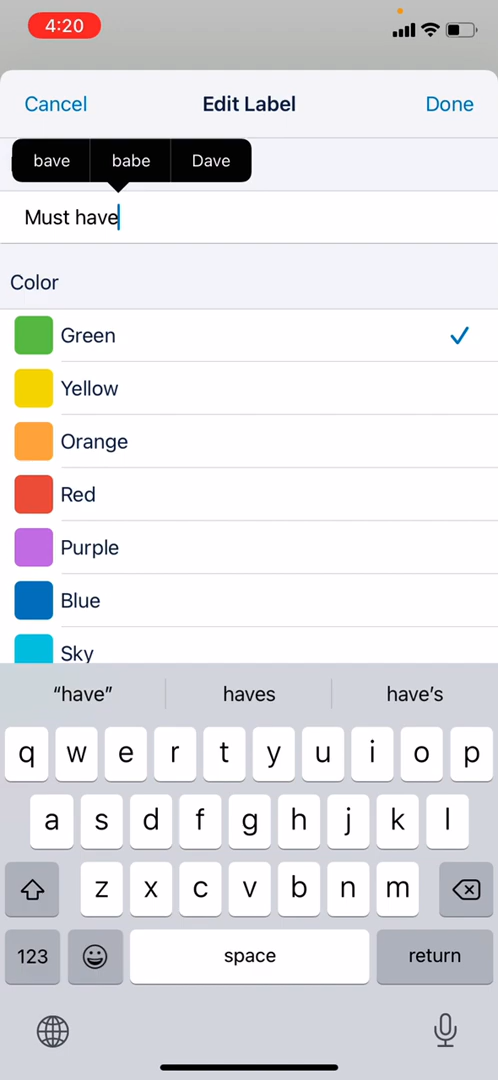 4:20
Cancel Edit Label Done
bave babe Dave
Must have
Color
Green
Yellow
Orange
Red
Purple
Blue
Sky
“have” haves have’s
q w e r t y u i o p
a s d f g h j k l
z x c v b n m
123 space return